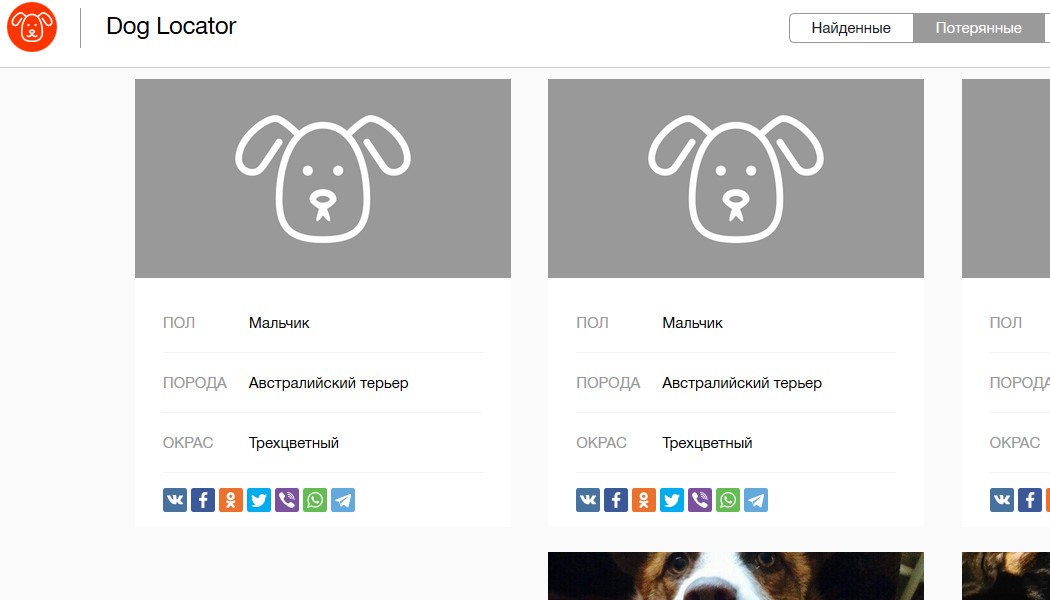 Dog Locator
Найденные
Потерянные
ПОЛ Мальчик
ПОРОДА Австралийский терьер
ОКРАС Трехцветный
ПОЛ Мальчик
ПОРОДА Австралийский терьер
ОКРАС Трехцветный
ПОЛ
ПОРОДА
ОКРАС